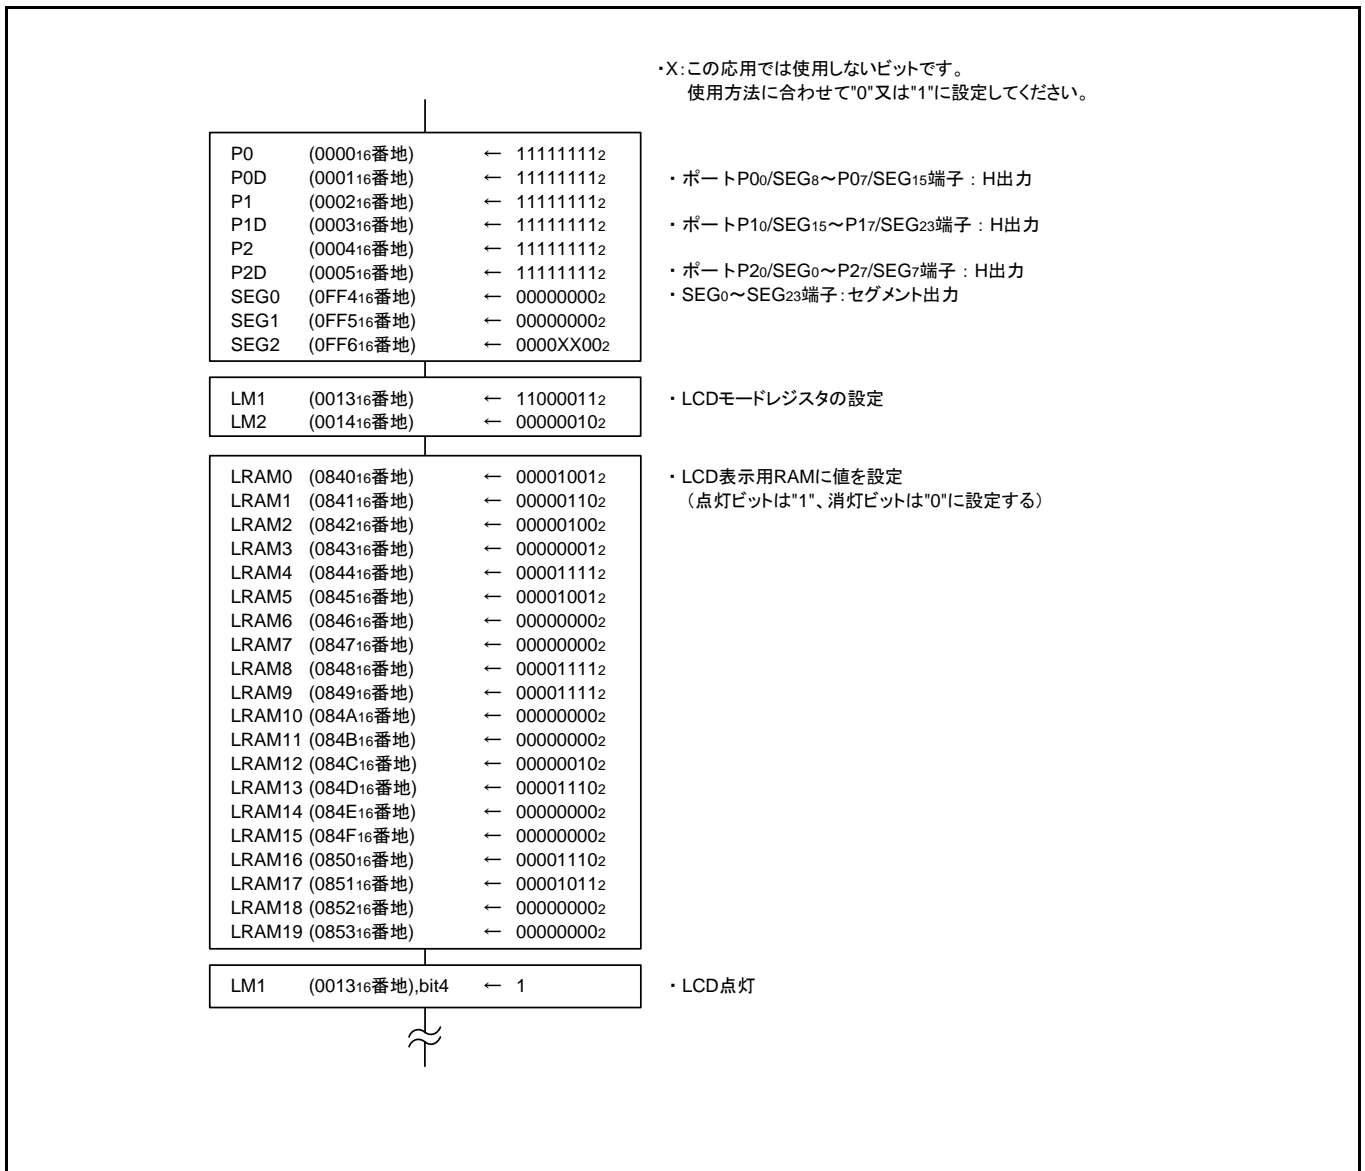 ・X:この応用では使用しないビットです。
使用方法に合わせて"0"又は"1"に設定してください。
P0 (000016番地) ← 111111112
P0D (000116番地) ← 111111112 ・ポートP00/SEG8～P07/SEG15端子：H出力
P1 (000216番地) ← 111111112
P1D (000316番地) ← 111111112 ・ポートP10/SEG15～P17/SEG23端子：H出力
P2 (000416番地) ← 111111112
P2D (000516番地) ← 111111112 ・ポートP20/SEG0～P27/SEG7端子：H出力
SEG0 (0FF416番地) ← 000000002 ・SEG0～SEG23端子:セグメント出力
SEG1 (0FF516番地) ← 000000002
SEG2 (0FF616番地) ← 0000XX002
LM1 (001316番地) ← 110000112 ・LCDモードレジスタの設定
LM2 (001416番地) ← 000000102
LRAM0 (084016番地) ← 000010012 ・LCD表示用RAMに値を設定
LRAM1 (084116番地) ← 000001102 （点灯ビットは"1"、消灯ビットは"0"に設定する）
LRAM2 (084216番地) ← 000001002
LRAM3 (084316番地) ← 000000012
LRAM4 (084416番地) ← 000011112
LRAM5 (084516番地) ← 000010012
LRAM6 (084616番地) ← 000000002
LRAM7 (084716番地) ← 000000002
LRAM8 (084816番地) ← 000011112
LRAM9 (084916番地) ← 000011112
LRAM10 (084A16番地) ← 000000002
LRAM11 (084B16番地) ← 000000002
LRAM12 (084C16番地) ← 000000102
LRAM13 (084D16番地) ← 000011102
LRAM14 (084E16番地) ← 000000002
LRAM15 (084F16番地) ← 000000002
LRAM16 (085016番地) ← 000011102
LRAM17 (085116番地) ← 000010112
LRAM18 (085216番地) ← 000000002
LRAM19 (085316番地) ← 000000002
LM1 (001316番地),bit4 ← 1 ・LCD点灯